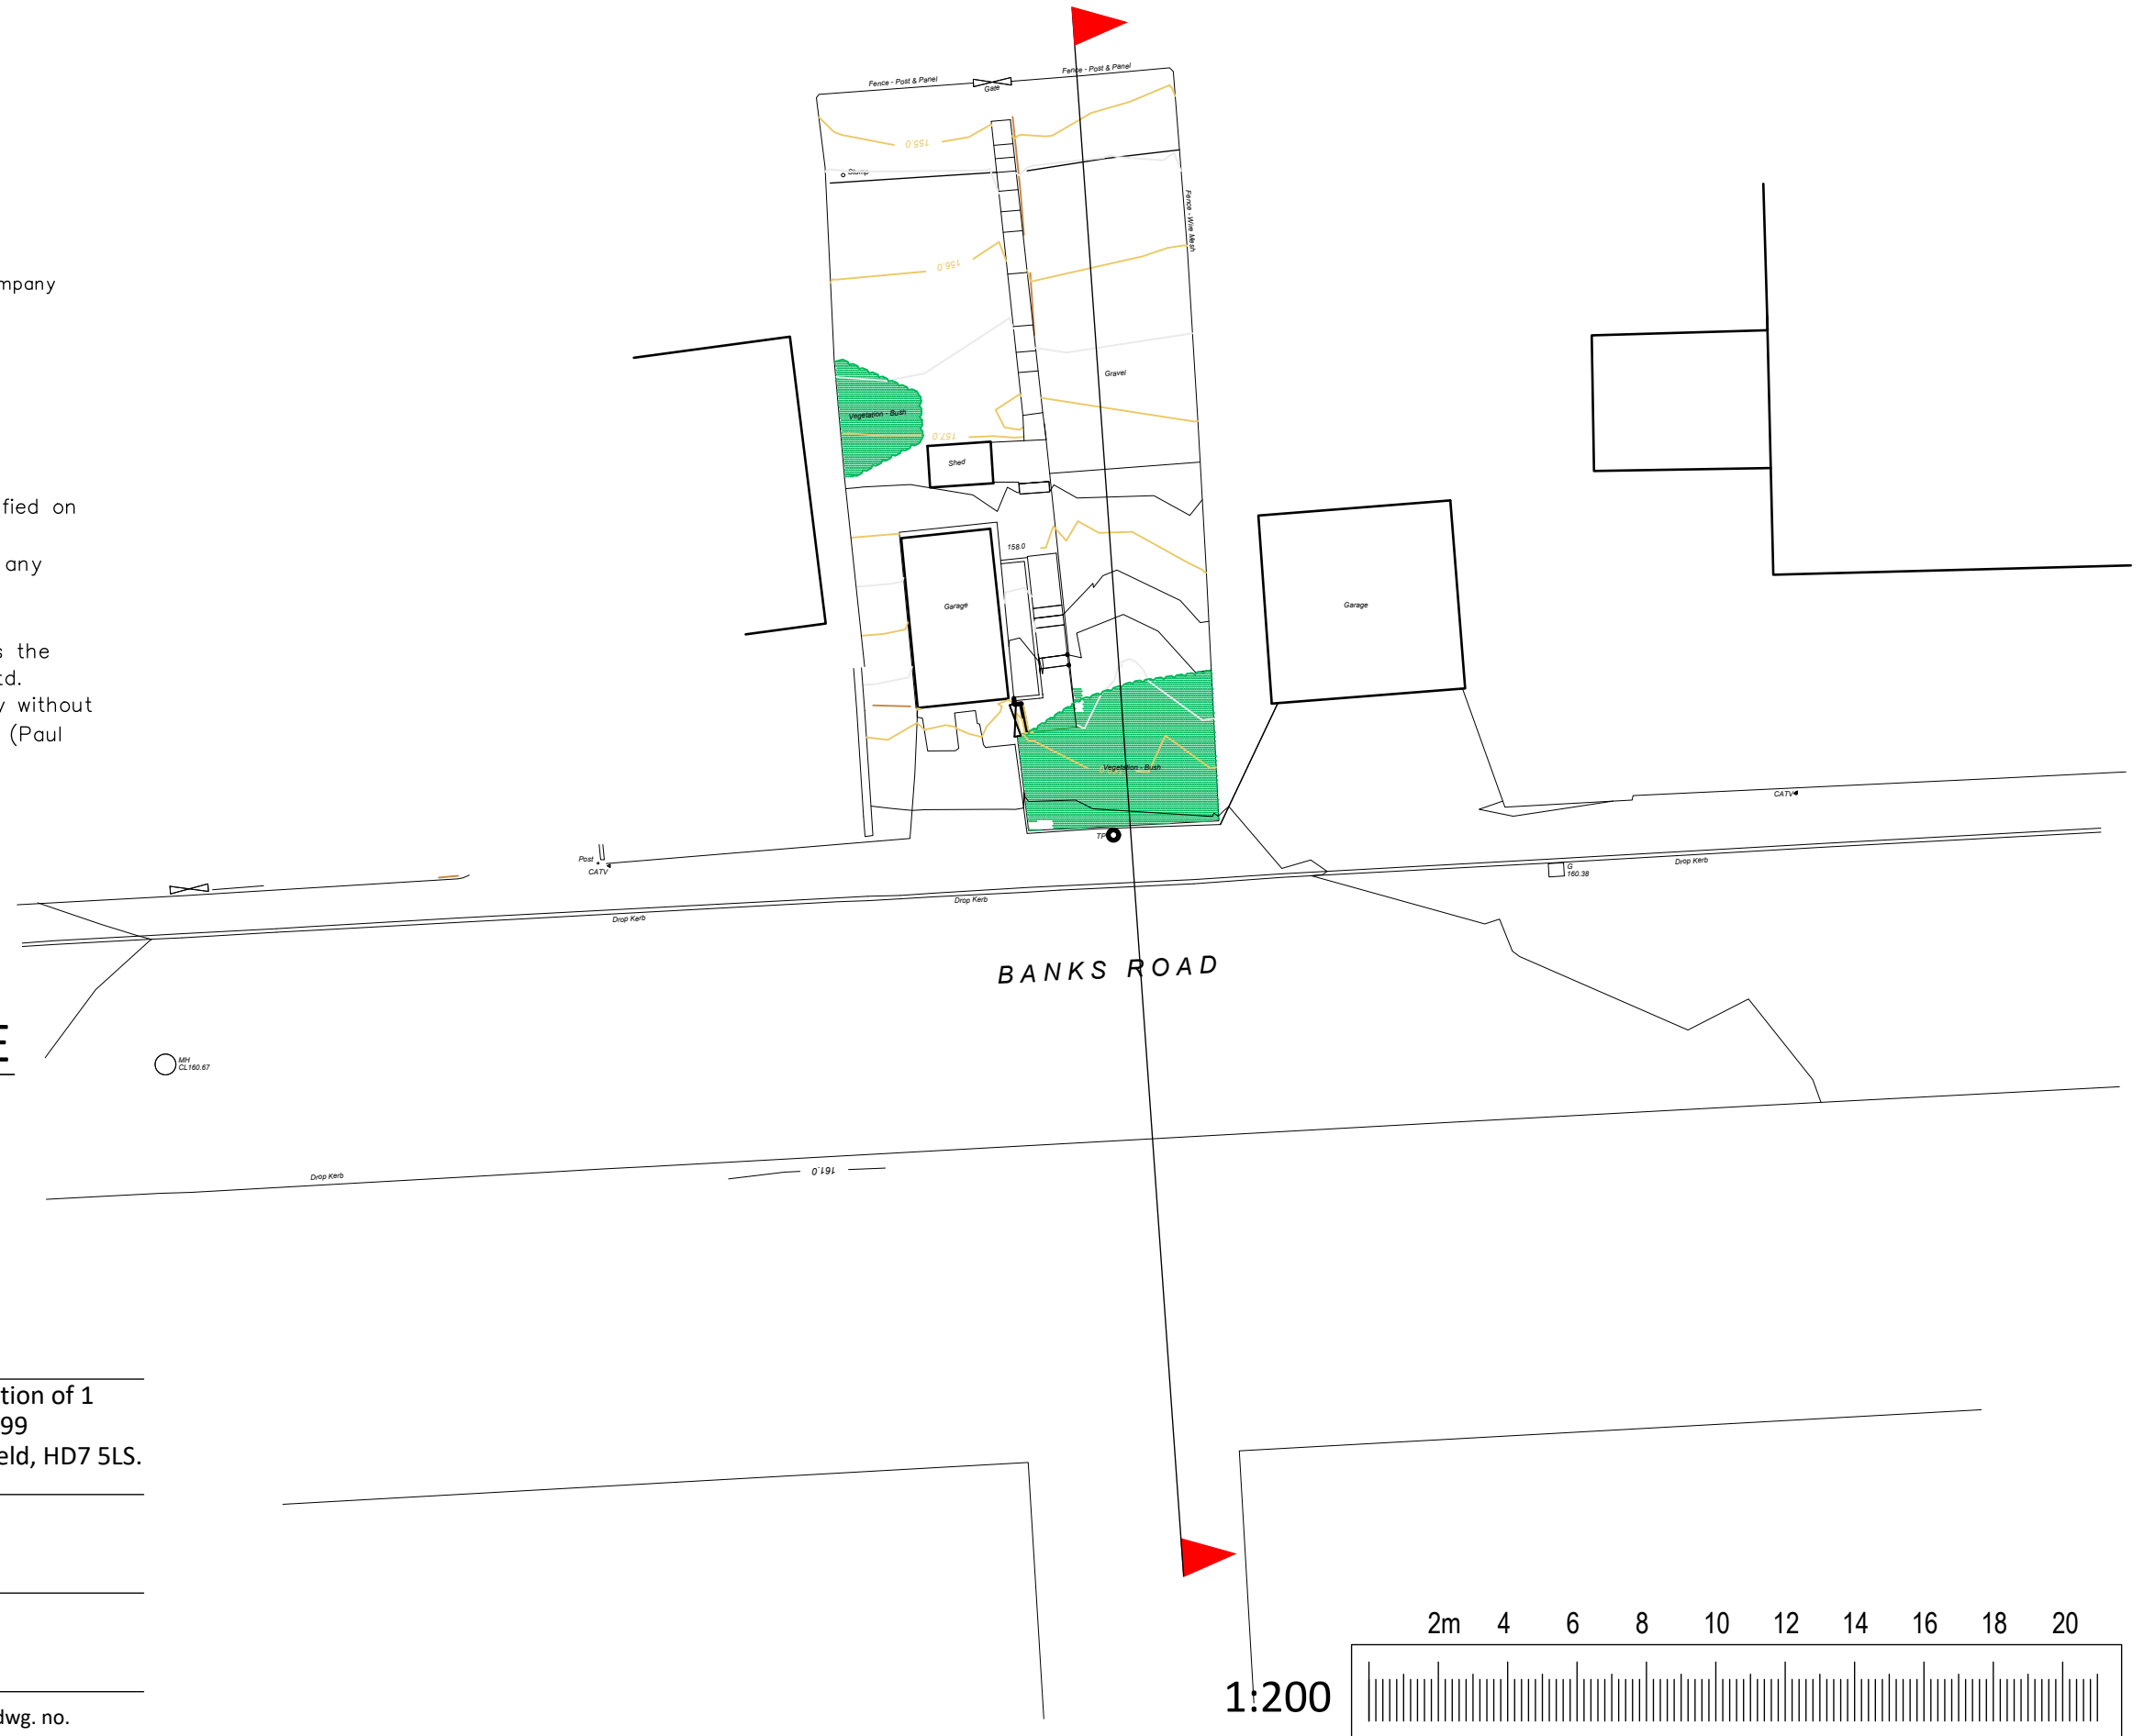 mpany
fied on
any
s the
td.
y without
(Paul
E
tion of 1
99
eld, HD7 5LS.
dwg. no.
Fence - Post & Panel
Gate
Fence - Post & Panel
155.0
Stump
Fence - Wire Mesh
156.0
Gravel
Vegetation - Bush
157.0
Shed
158.0
Garage
Garage
Vegetation - Bush
TP
CATV
Post
CATV
Drop Kerb
Drop Kerb
Drop Kerb
G
160.38
BANKS ROAD
MH
CL160.67
Drop Kerb
161.0
2m 4 6 8 10 12 14 16 18 20
1:200